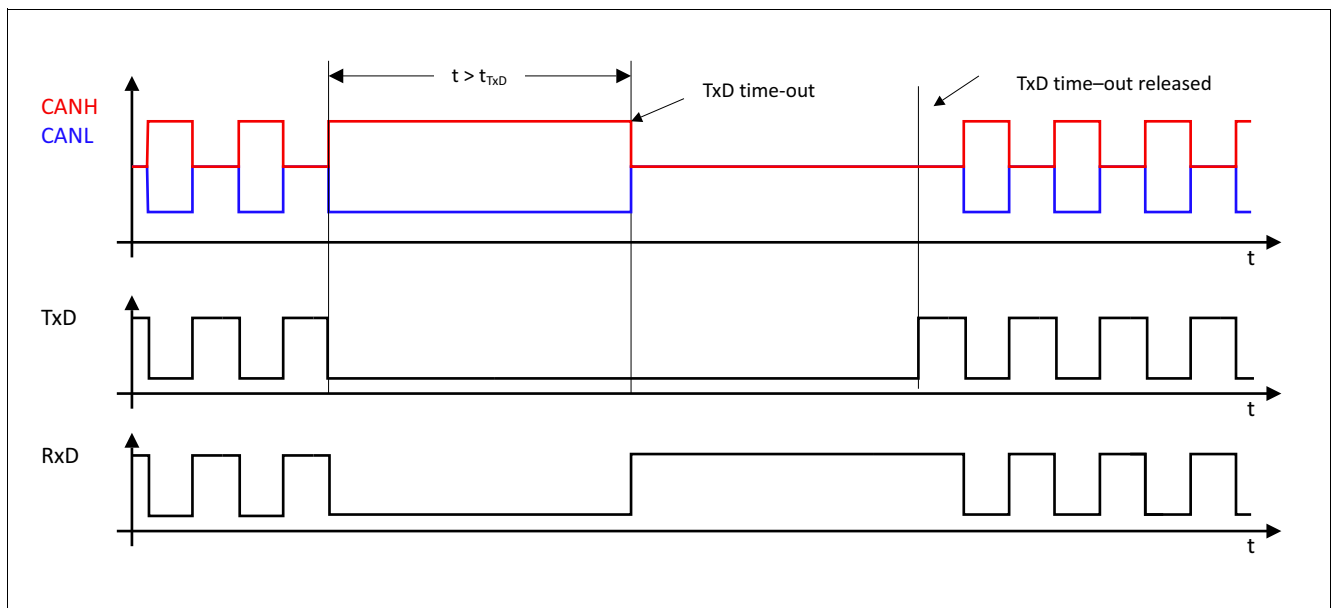 t > tTxD
TxD time-out
TxD time–out released
CANH
CANL
t
TxD
t
RxD
t